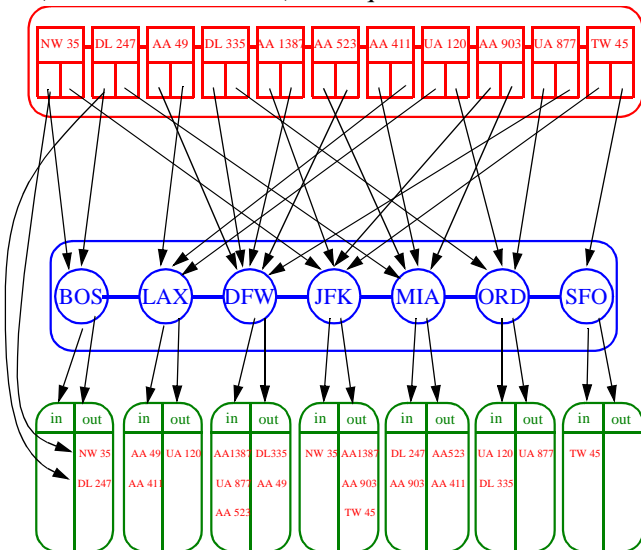 NW 35 DL 247 AA 49 DL 335 AA 1387 AA 523 AA 411 UA 120 AA 903 UA 877 TW 45
BOS LAX DFW JFK MIA ORD SFO
in out in out in out in out in out in out in out
NW 35 AA 49 UA 120 AA1387 DL335 NW 35 AA1387 DL 247 AA523 UA 120 UA 877 TW 45
DL 247 AA 411 UA 877 AA 49 AA 903 AA 903 AA 411 DL 335
AA 523 TW 45